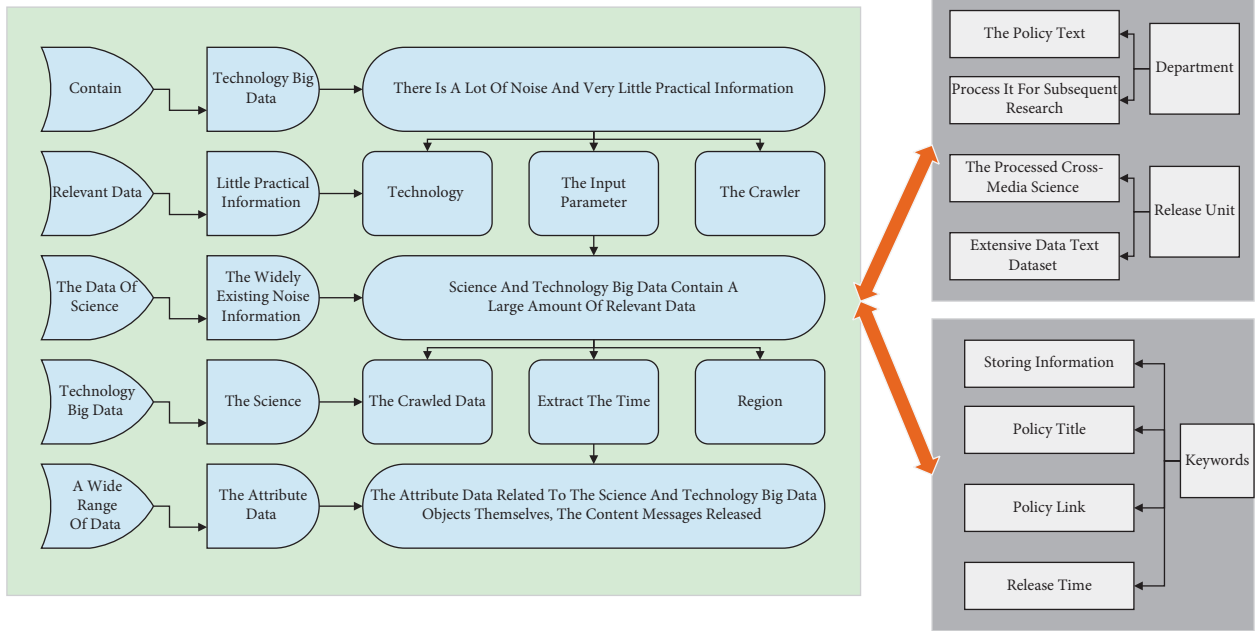 Contain
Technology Big
Data
There Is A Lot Of Noise And Very Little Practical Information
Relevant Data
Little Practical
Information
Technology
The Input
Parameter
The Crawler
The Data Of
Science
The Widely
Existing Noise
Information
Science And Technology Big Data Contain A
Large Amount Of Relevant Data
Technology
Big Data
The Science
The Crawled Data
Extract The Time
Region
A Wide
Range
Of Data
The Attribute
Data
The Attribute Data Related To The Science And Technology Big Data
Objects Themselves, The Content Messages Released
The Policy Text
Process It For Subsequent
Research
Department
The Processed Cross-
Media Science
Extensive Data Text
Dataset
Release Unit
Storing Information
Policy Title
Policy Link
Release Time
Keywords